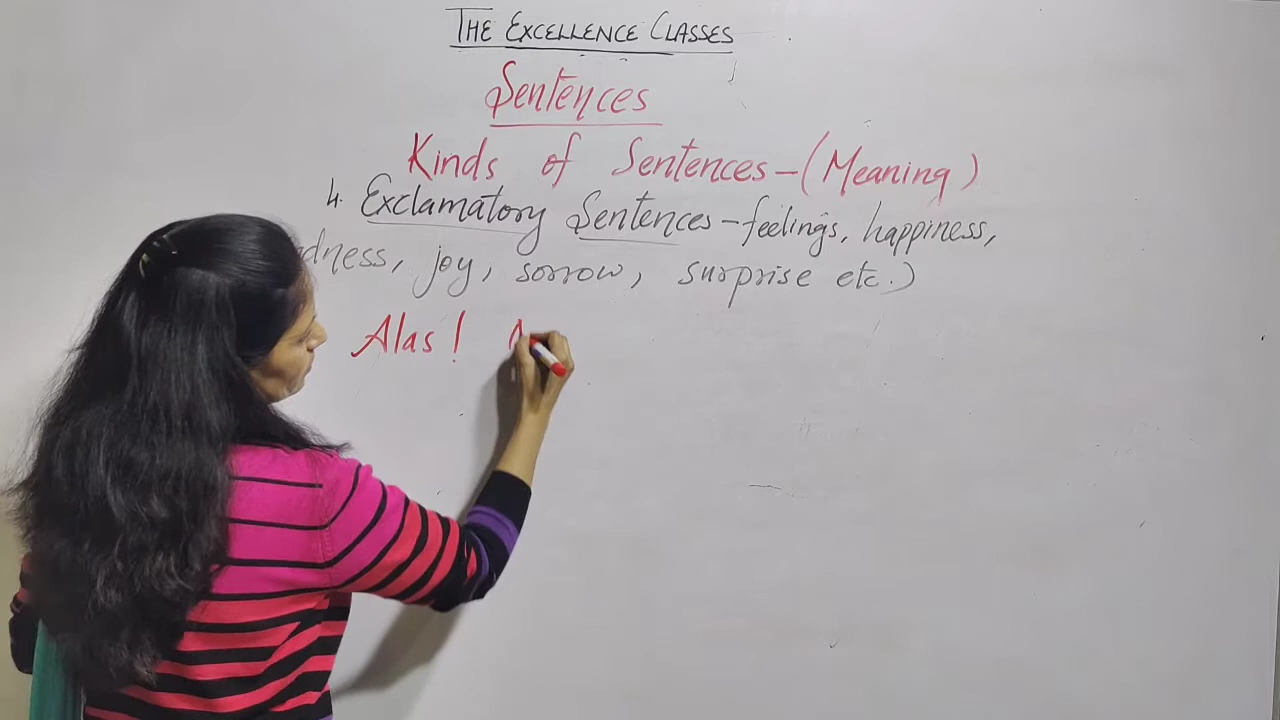 THE EXCELLENCE CLASSES
Sentences
Kinds of Sentences-(Meaning)
4. Exclamatory Sentences-feelings, happiness,
dness, joy, sorrow, surprise etc.)
Alas!